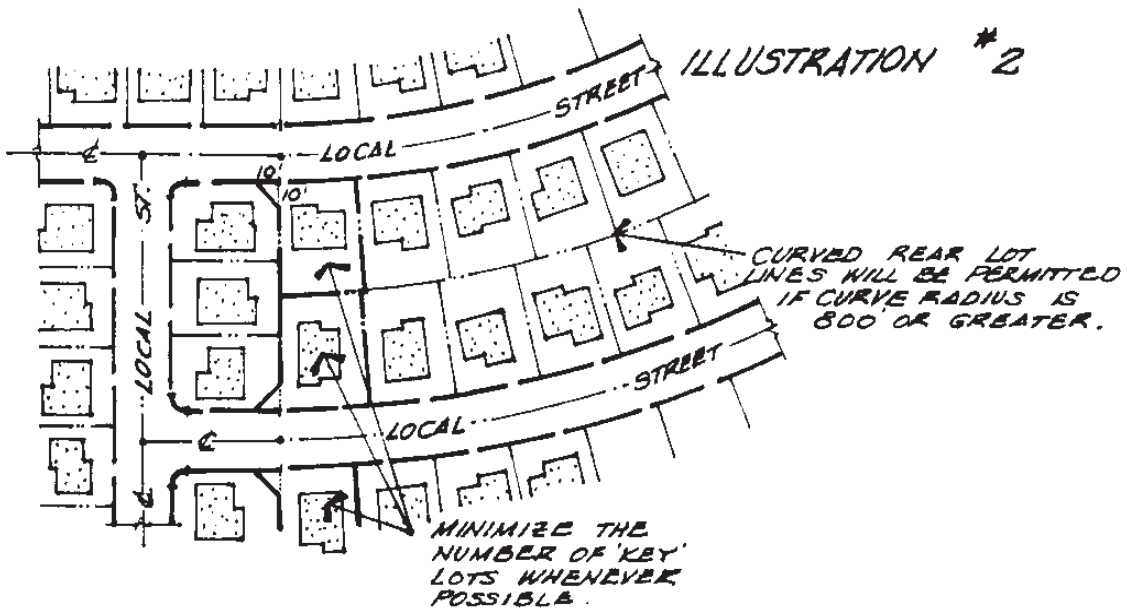 ILLUSTRATION #2
LOCAL STREET
℄
10'
10'
LOCAL ST.
CURVED REAR LOT
LINES WILL BE PERMITTED
IF CURVE RADIUS IS
800' OR GREATER.
LOCAL STREET
℄
℄
MINIMIZE THE
NUMBER OF 'KEY'
LOTS WHENEVER
POSSIBLE.